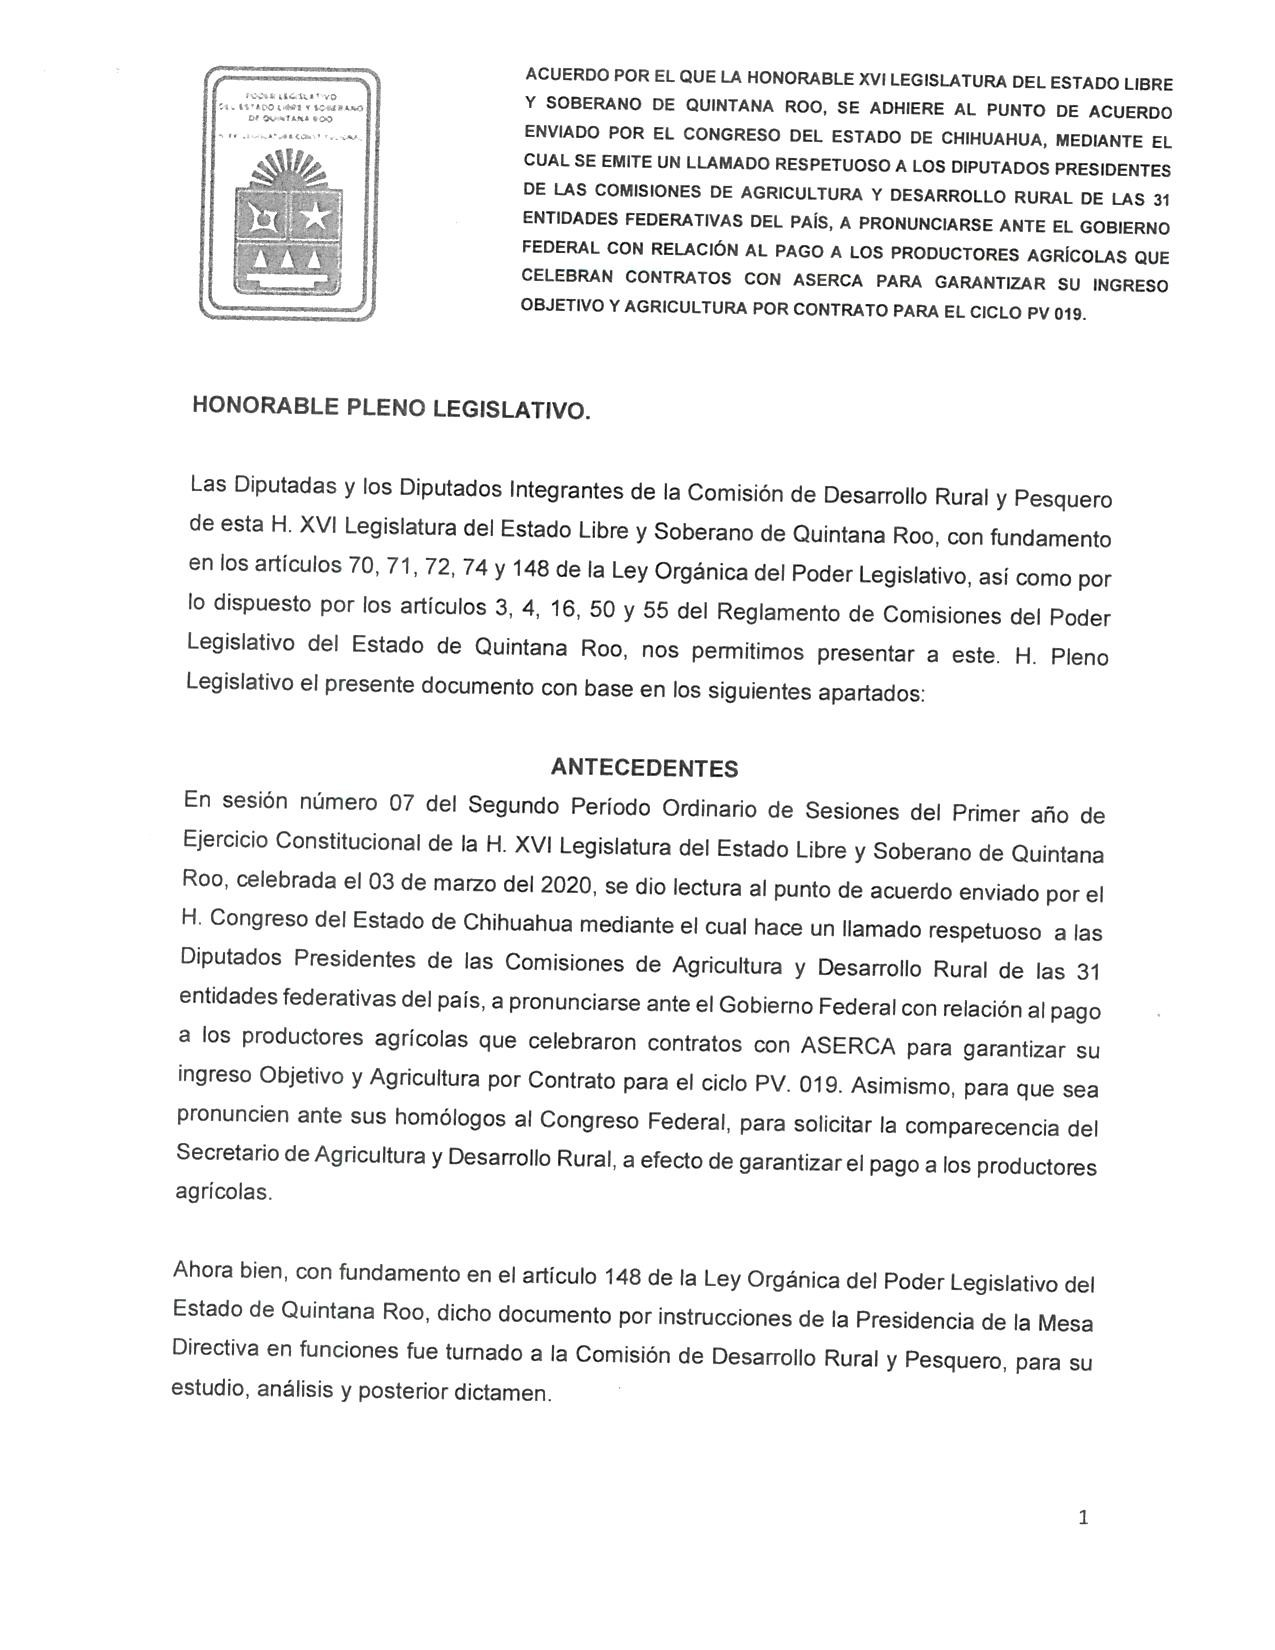 PODER LEGISLATIVO
DEL ESTADO LIBRE Y SOBERANO
DE QUINTANA ROO
ACUERDO POR EL QUE LA HONORABLE XVI LEGISLATURA DEL ESTADO LIBRE
Y SOBERANO DE QUINTANA ROO, SE ADHIERE AL PUNTO DE ACUERDO
ENVIADO POR EL CONGRESO DEL ESTADO DE CHIHUAHUA, MEDIANTE EL
CUAL SE EMITE UN LLAMADO RESPETUOSO A LOS DIPUTADOS PRESIDENTES
DE LAS COMISIONES DE AGRICULTURA Y DESARROLLO RURAL DE LAS 31
ENTIDADES FEDERATIVAS DEL PAÍS, A PRONUNCIARSE ANTE EL GOBIERNO
FEDERAL CON RELACIÓN AL PAGO A LOS PRODUCTORES AGRÍCOLAS QUE
CELEBRAN CONTRATOS CON ASERCA PARA GARANTIZAR SU INGRESO
OBJETIVO Y AGRICULTURA POR CONTRATO PARA EL CICLO PV 019.
HONORABLE PLENO LEGISLATIVO.
Las Diputadas y los Diputados Integrantes de la Comisión de Desarrollo Rural y Pesquero
de esta H. XVI Legislatura del Estado Libre y Soberano de Quintana Roo, con fundamento
en los artículos 70, 71, 72, 74 y 148 de la Ley Orgánica del Poder Legislativo, así como por
lo dispuesto por los artículos 3, 4, 16, 50 y 55 del Reglamento de Comisiones del Poder
Legislativo del Estado de Quintana Roo, nos permitimos presentar a este. H. Pleno
Legislativo el presente documento con base en los siguientes apartados:
ANTECEDENTES
En sesión número 07 del Segundo Período Ordinario de Sesiones del Primer año de
Ejercicio Constitucional de la H. XVI Legislatura del Estado Libre y Soberano de Quintana
Roo, celebrada el 03 de marzo del 2020, se dio lectura al punto de acuerdo enviado por el
H. Congreso del Estado de Chihuahua mediante el cual hace un llamado respetuoso a las
Diputados Presidentes de las Comisiones de Agricultura y Desarrollo Rural de las 31
entidades federativas del país, a pronunciarse ante el Gobierno Federal con relación al pago
a los productores agrícolas que celebraron contratos con ASERCA para garantizar su
ingreso Objetivo y Agricultura por Contrato para el ciclo PV. 019. Asimismo, para que sea
pronuncien ante sus homólogos al Congreso Federal, para solicitar la comparecencia del
Secretario de Agricultura y Desarrollo Rural, a efecto de garantizar el pago a los productores
agrícolas.
Ahora bien, con fundamento en el artículo 148 de la Ley Orgánica del Poder Legislativo del
Estado de Quintana Roo, dicho documento por instrucciones de la Presidencia de la Mesa
Directiva en funciones fue turnado a la Comisión de Desarrollo Rural y Pesquero, para su
estudio, análisis y posterior dictamen.
1